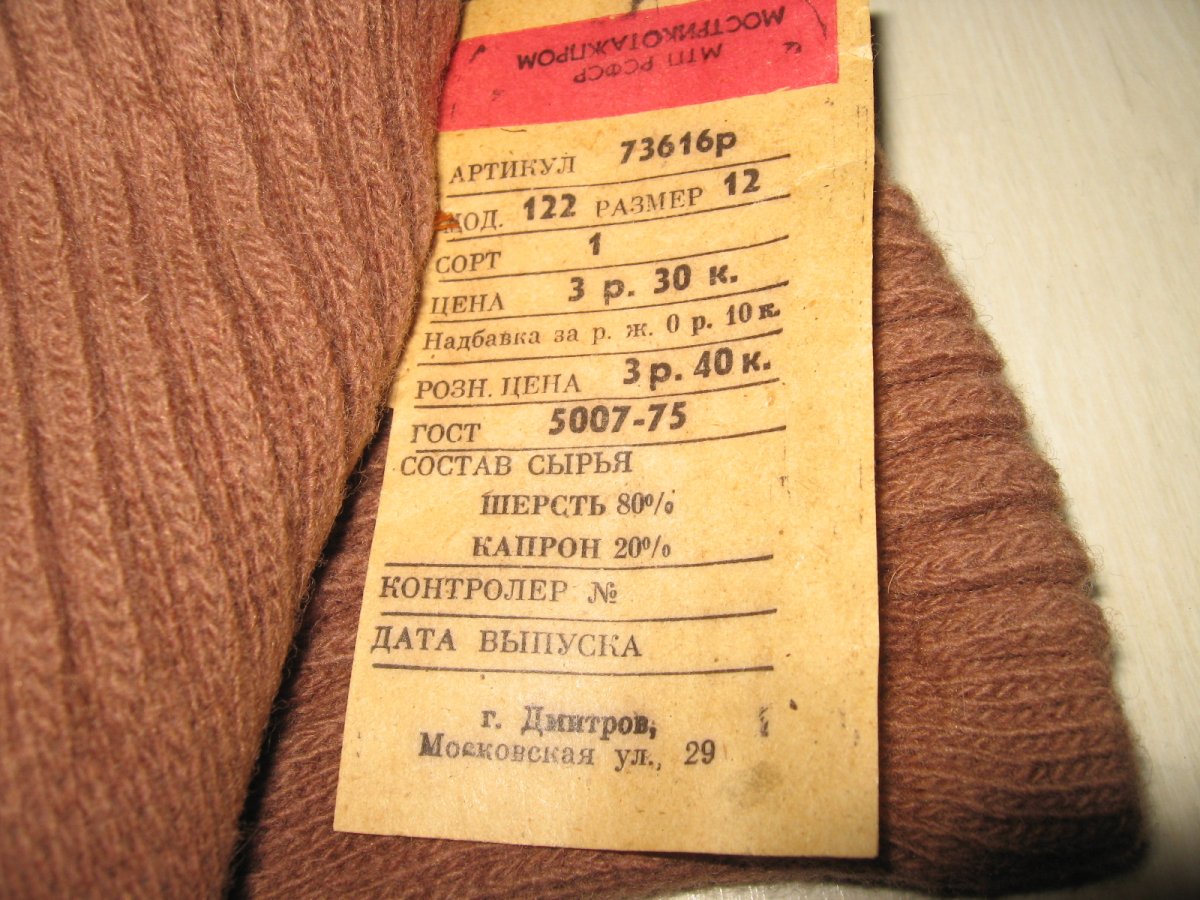 МТП РСФСР
МОСТРИКОТАЖПРОМ
АРТИКУЛ 73616р
МОД. 122 РАЗМЕР 12
СОРТ 1
ЦЕНА 3 р. 30 к.
Надбавка за р. ж. 0 р. 10 к.
РОЗН. ЦЕНА 3 р. 40 к.
ГОСТ 5007-75
СОСТАВ СЫРЬЯ
ШЕРСТЬ 80%
КАПРОН 20%
КОНТРОЛЕР №
ДАТА ВЫПУСКА
г. Дмитров,
Московская ул., 29